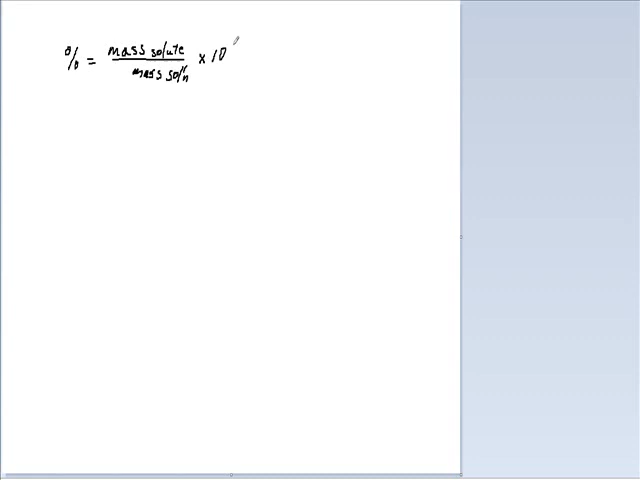 % = mass solute / mass sol'n × 10